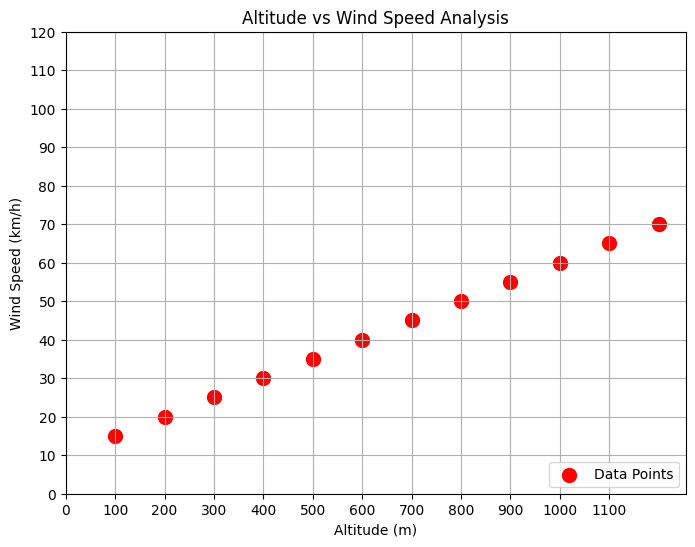 Altitude vs Wind Speed Analysis
Wind Speed (km/h)
120
110
100
90
80
70
60
50
40
30
20
10
0
0 100 200 300 400 500 600 700 800 900 1000 1100
Altitude (m)
Data Points